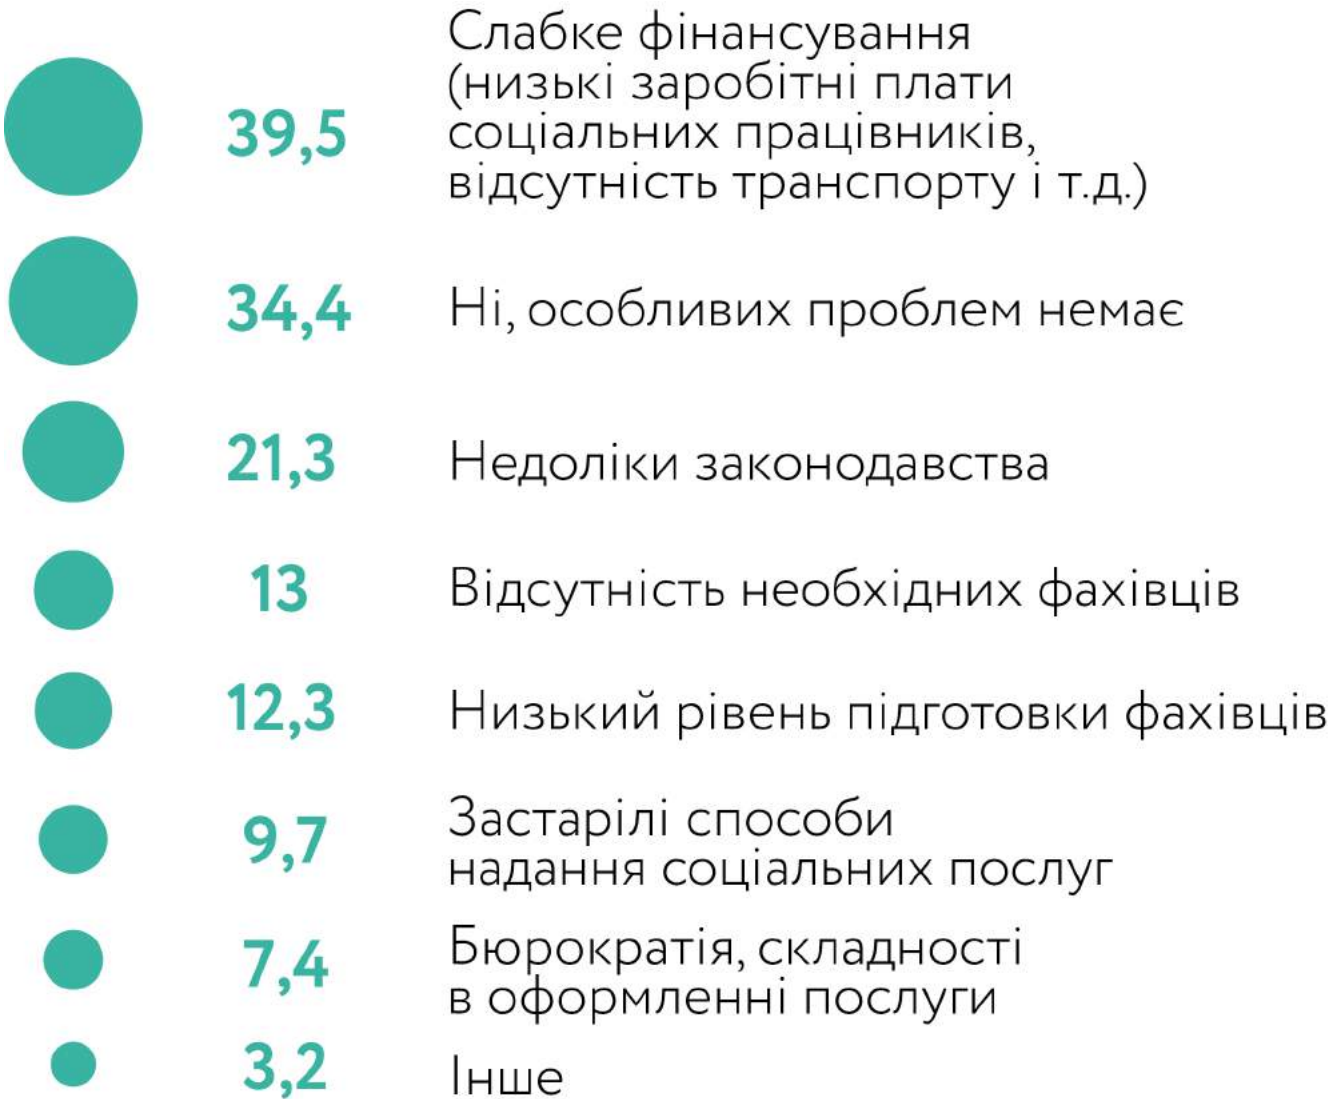 Слабке фінансування
(низькі заробітні плати
39,5
соціальних працівників,
відсутність транспорту і т.д.)
34,4 Ні, особливих проблем немає
21,3 Недоліки законодавства
13 Відсутність необхідних фахівців
12,3 Низький рівень підготовки фахівців
9,7
Застарілі способи
надання соціальних послуг
7,4
Бюрократія, складності
в оформленні послуги
3,2 Інше